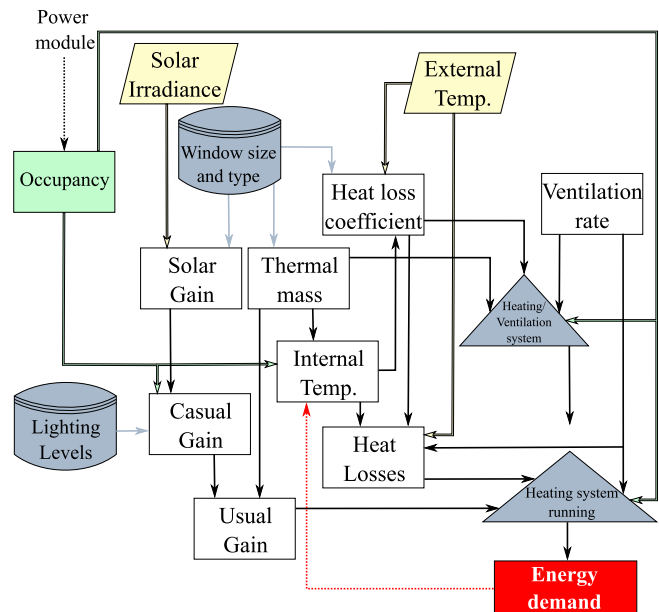 Power
module
Solar
Irradiance
External
Temp.
Window size
and type
Occupancy
Heat loss
coefficient
Ventilation
rate
Solar
Gain
Thermal
mass
Heating/
Ventilation
system
Internal
Temp.
Casual
Gain
Lighting
Levels
Heat
Losses
Usual
Gain
Heating system
running
Energy
demand